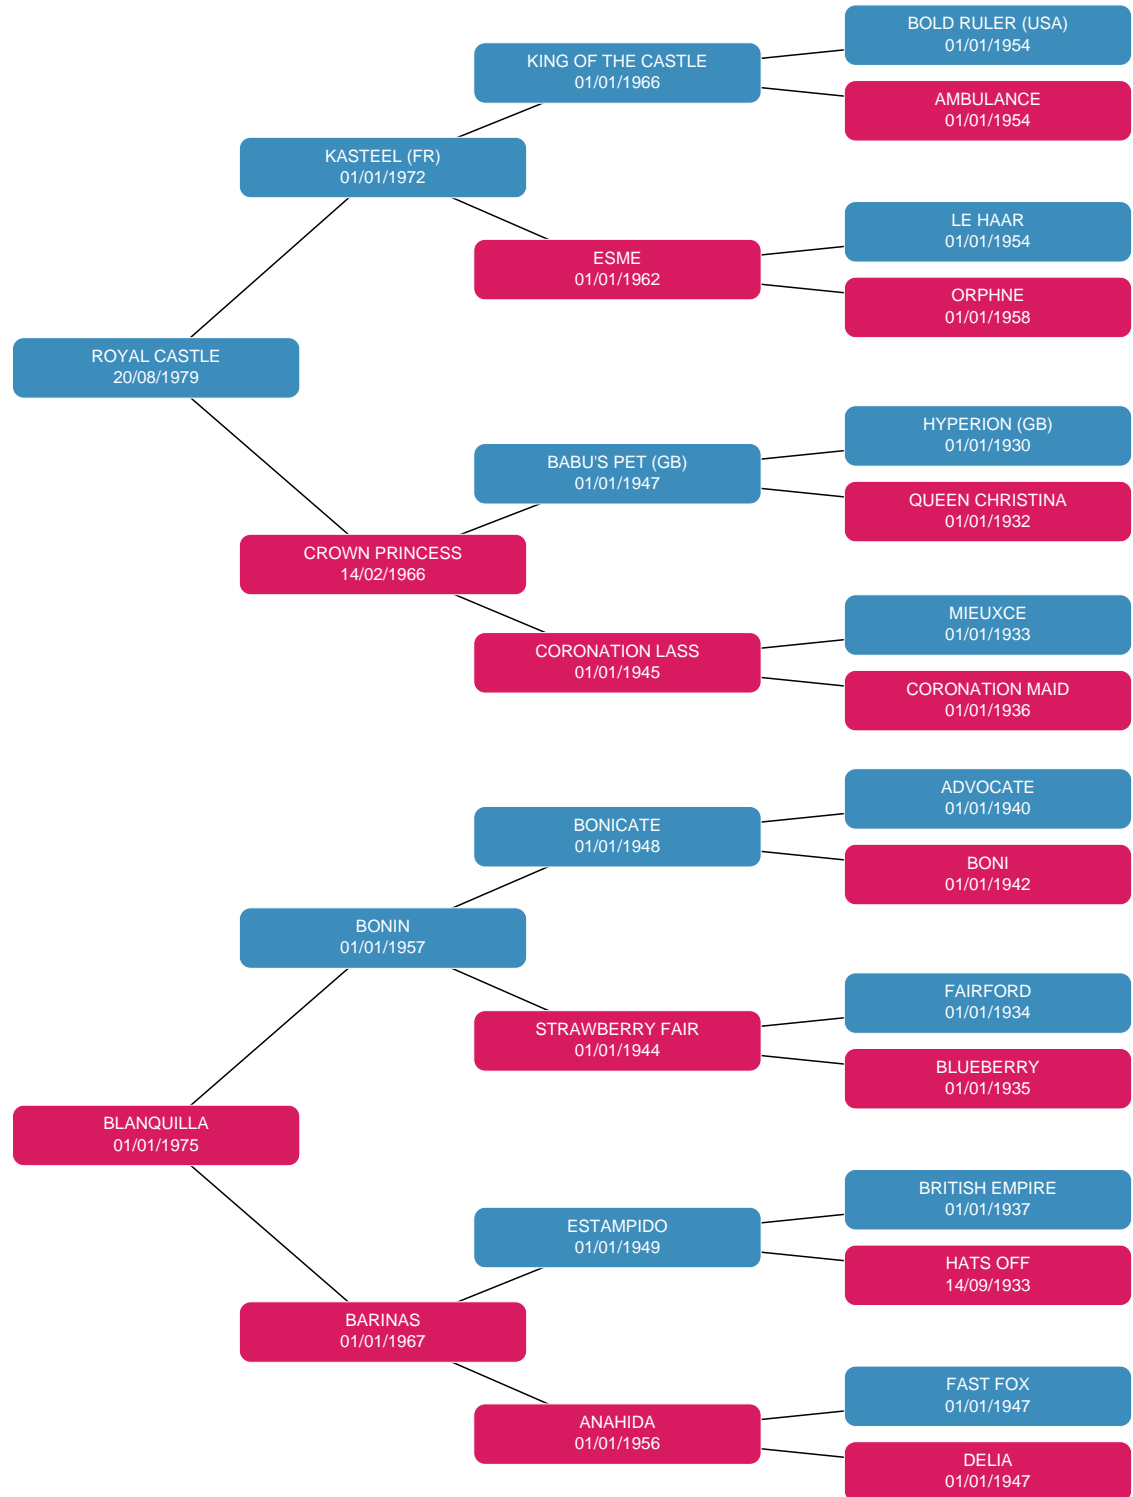 BOLD RULER (USA)
01/01/1954
KING OF THE CASTLE
01/01/1966
AMBULANCE
01/01/1954
KASTEEL (FR)
01/01/1972
LE HAAR
01/01/1954
ESME
01/01/1962
ORPHNE
01/01/1958
ROYAL CASTLE
20/08/1979
HYPERION (GB)
01/01/1930
BABU'S PET (GB)
01/01/1947
QUEEN CHRISTINA
01/01/1932
CROWN PRINCESS
14/02/1966
MIEUXCE
01/01/1933
CORONATION LASS
01/01/1945
CORONATION MAID
01/01/1936
ADVOCATE
01/01/1940
BONICATE
01/01/1948
BONI
01/01/1942
BONIN
01/01/1957
FAIRFORD
01/01/1934
STRAWBERRY FAIR
01/01/1944
BLUEBERRY
01/01/1935
BLANQUILLA
01/01/1975
BRITISH EMPIRE
01/01/1937
ESTAMPIDO
01/01/1949
HATS OFF
14/09/1933
BARINAS
01/01/1967
FAST FOX
01/01/1947
ANAHIDA
01/01/1956
DELIA
01/01/1947